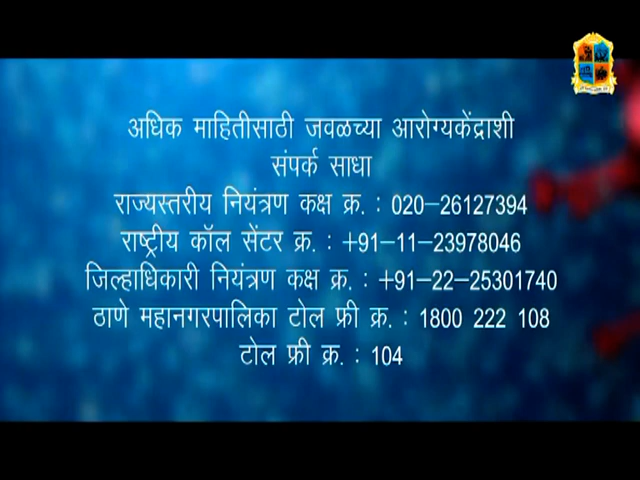 अधिक माहितीसाठी जवळच्या आरोग्यकेंद्राशी
संपर्क साधा
राज्यस्तरीय नियंत्रण कक्ष क्र. : 020-26127394
राष्ट्रीय कॉल सेंटर क्र. : +91-11-23978046
जिल्हाधिकारी नियंत्रण कक्ष क्र. : +91-22-25301740
ठाणे महानगरपालिका टोल फ्री क्र. : 1800 222 108
टोल फ्री क्र. : 104